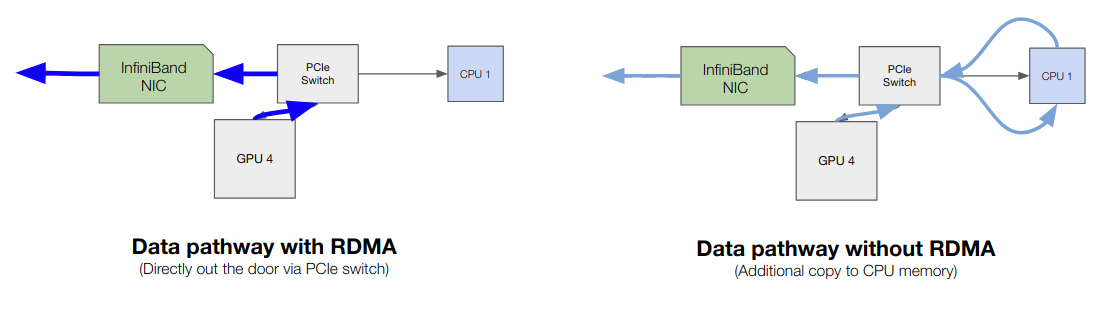 InfiniBand
NIC
PCIe
Switch
CPU 1
GPU 4
Data pathway with RDMA
(Directly out the door via PCIe switch)
InfiniBand
NIC
PCIe
Switch
CPU 1
GPU 4
Data pathway without RDMA
(Additional copy to CPU memory)